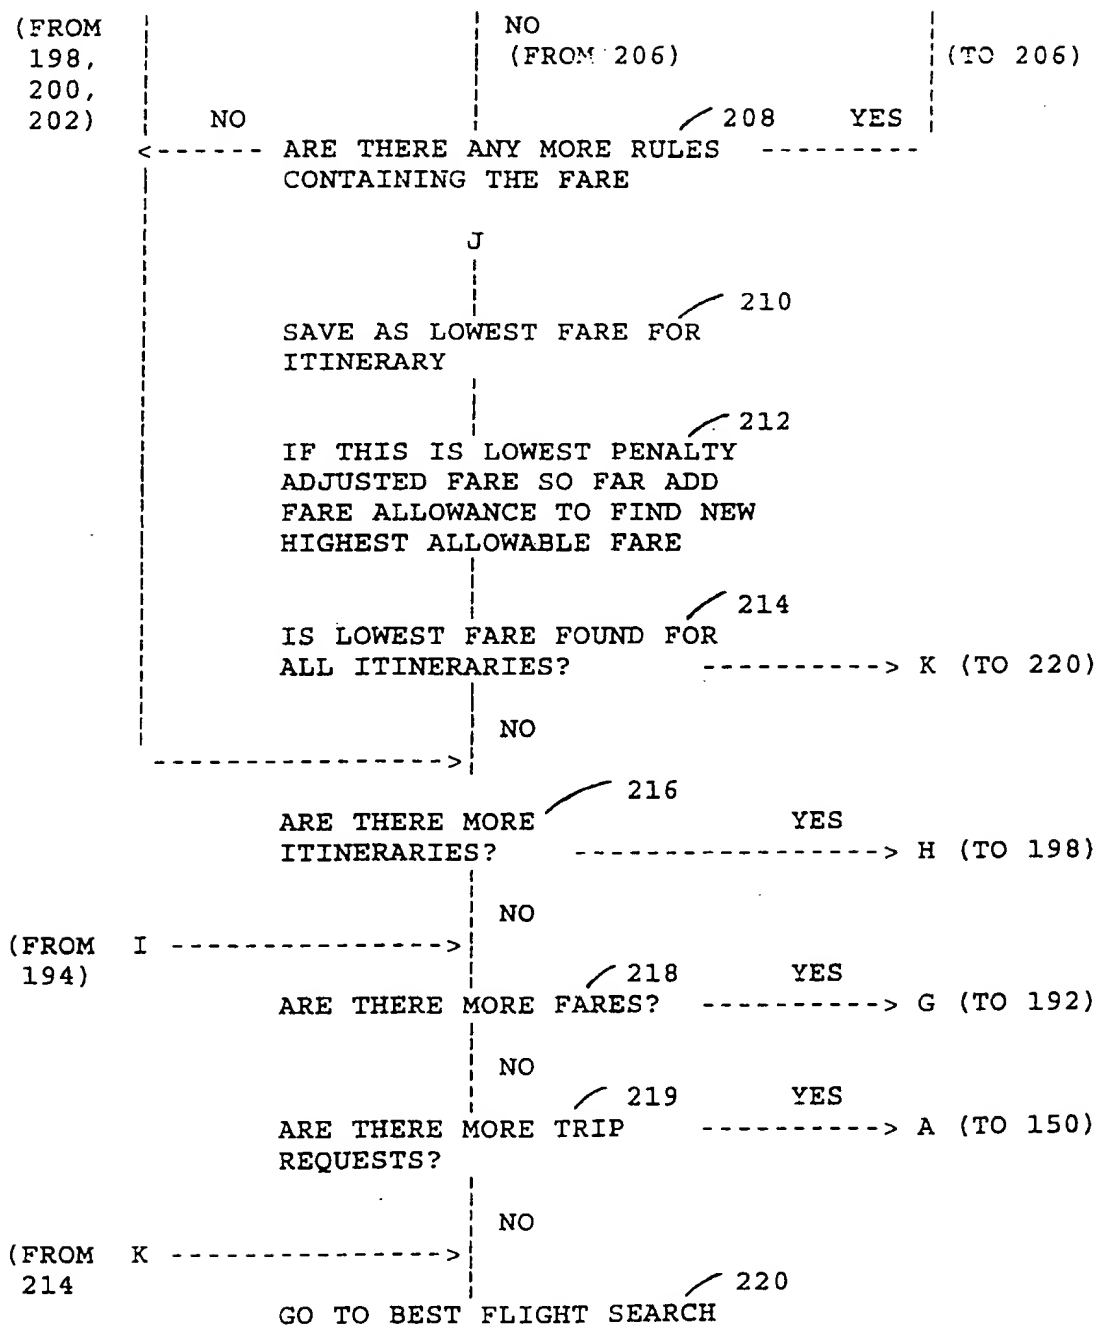 (FROM
198,
200,
202)
NO
(FROM 206)
(TO 206)
NO
208
YES
ARE THERE ANY MORE RULES
CONTAINING THE FARE
J
210
SAVE AS LOWEST FARE FOR
ITINERARY
212
IF THIS IS LOWEST PENALTY
ADJUSTED FARE SO FAR ADD
FARE ALLOWANCE TO FIND NEW
HIGHEST ALLOWABLE FARE
214
IS LOWEST FARE FOUND FOR
ALL ITINERARIES?
K (TO 220)
NO
216
ARE THERE MORE
ITINERARIES?
YES
H (TO 198)
NO
(FROM I
194)
218
YES
ARE THERE MORE FARES?
G (TO 192)
NO
219
YES
ARE THERE MORE TRIP
REQUESTS?
A (TO 150)
NO
(FROM K
214
220
GO TO BEST FLIGHT SEARCH